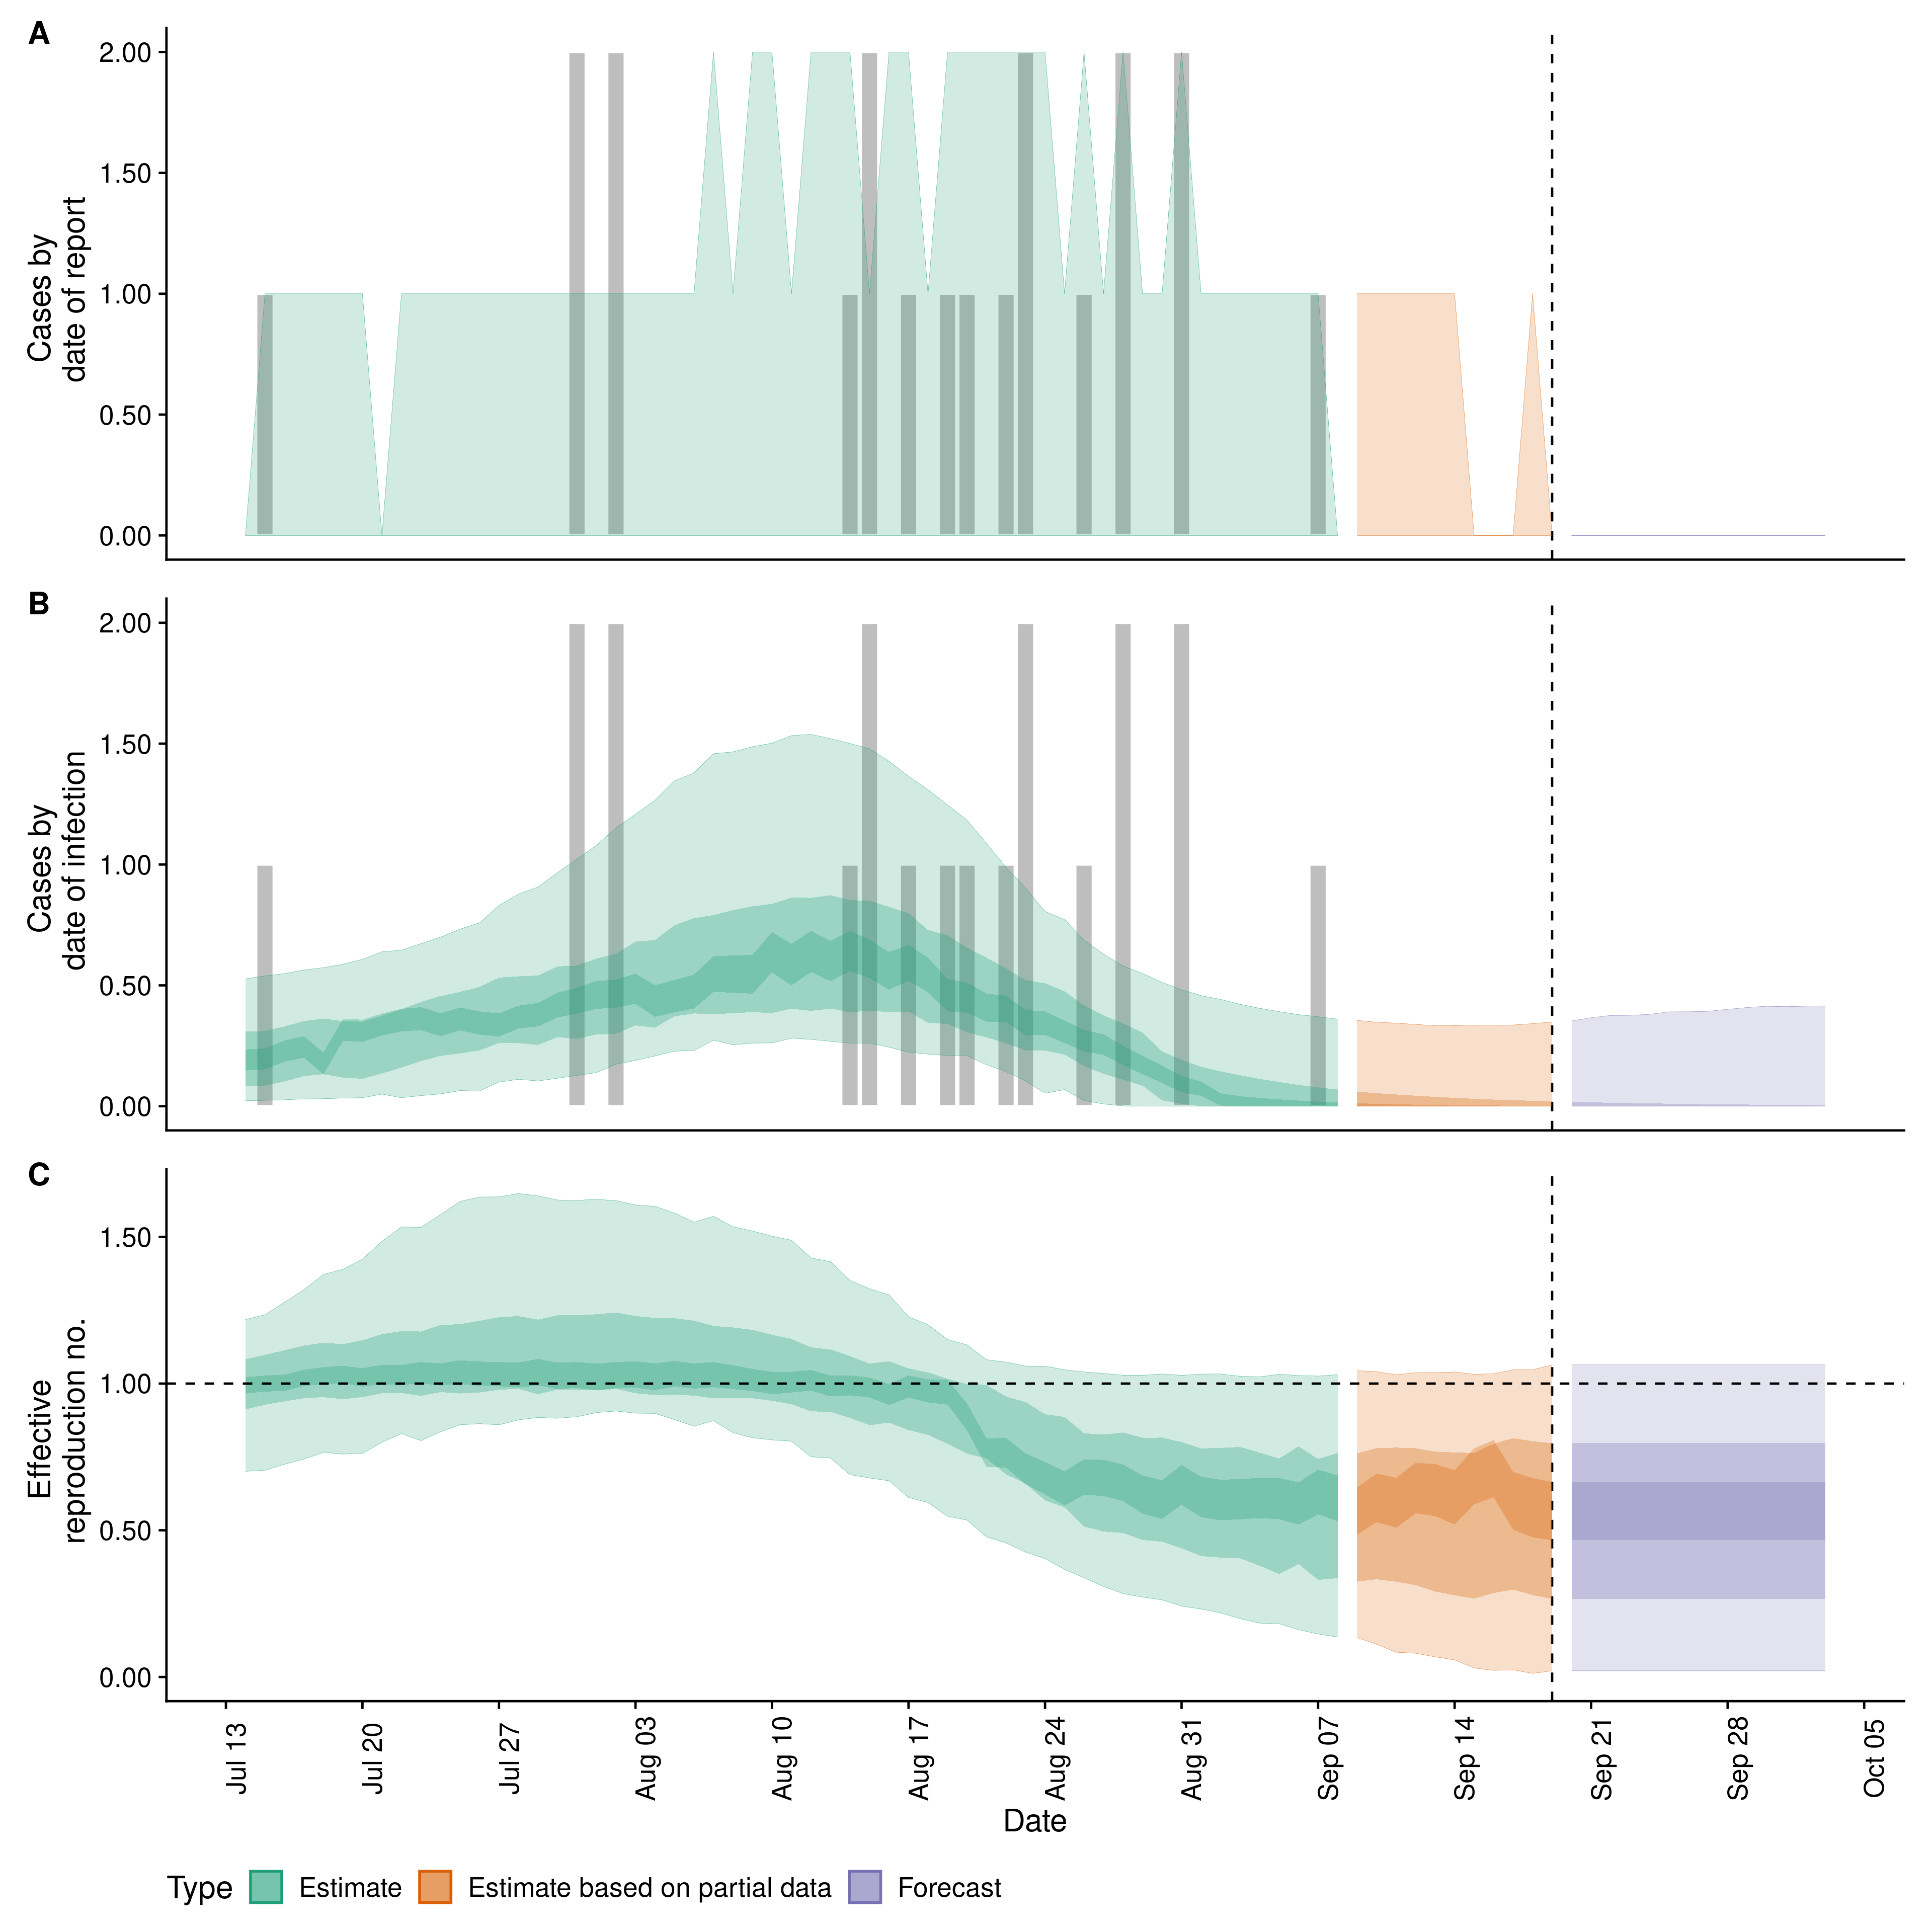 A
Cases by
date of report
2.00
1.50
1.00
0.50
0.00
B
Cases by
date of infection
2.00
1.50
1.00
0.50
0.00
C
Effective
reproduction no.
1.50
1.00
0.50
0.00
Jul 13
Jul 20
Jul 27
Aug 03
Aug 10
Aug 17
Aug 24
Aug 31
Sep 07
Sep 14
Sep 21
Sep 28
Oct 05
Date
Type Estimate Estimate based on partial data Forecast